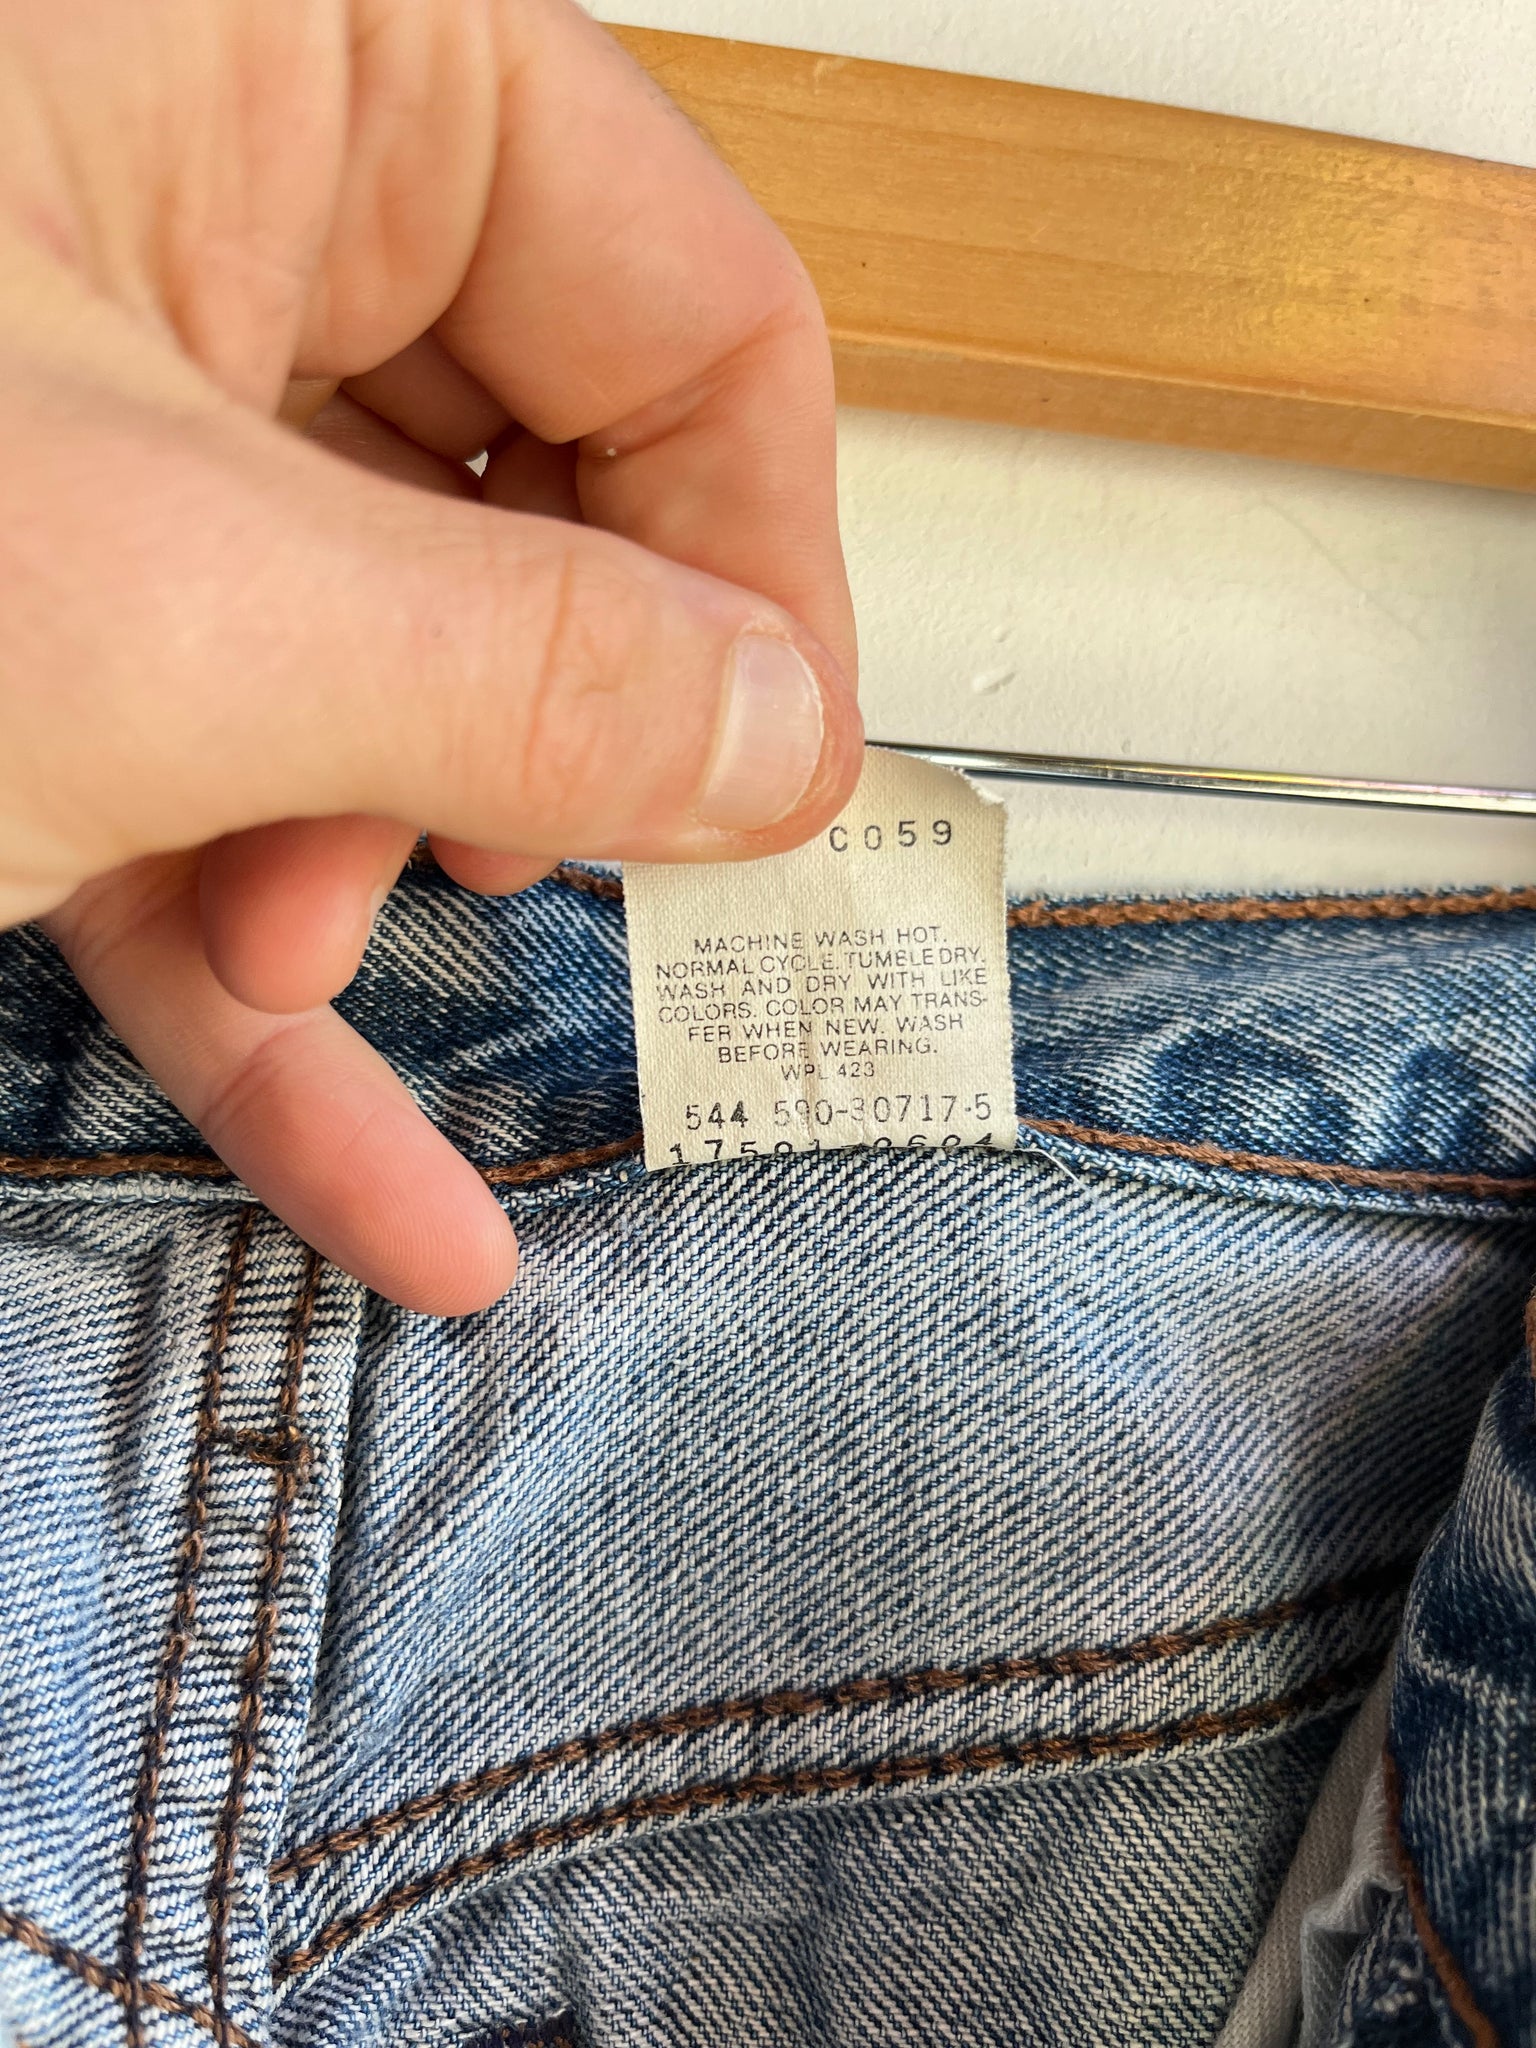 C059
MACHINE WASH HOT.
NORMAL CYCLE. TUMBLE DRY.
WASH AND DRY WITH LIKE
COLORS. COLOR MAY TRANS-
FER WHEN NEW. WASH
BEFORE WEARING.
WPL 423
544 590-30717-5